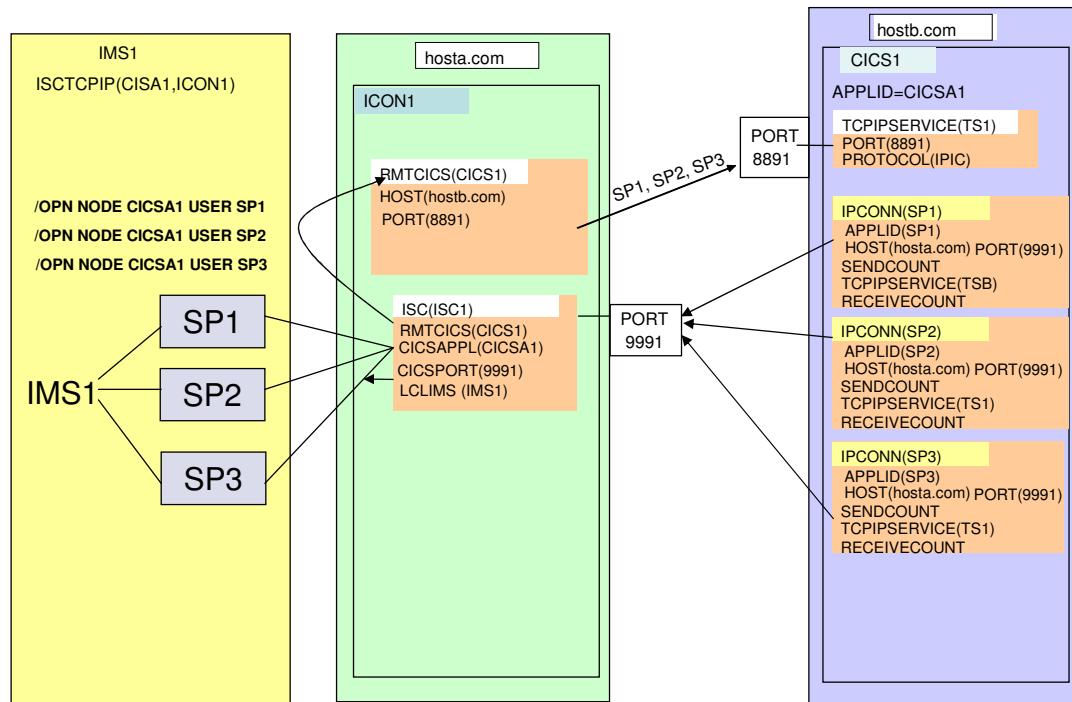 IMS1
ISCTCPIP(CISA1,ICON1)
/OPN NODE CICSA1 USER SP1
/OPN NODE CICSA1 USER SP2
/OPN NODE CICSA1 USER SP3
IMS1
SP1
SP2
SP3
hosta.com
ICON1
RMTCICS(CICS1)
HOST(hostb.com)
PORT(8891)
ISC(ISC1)
RMTCICS(CICS1)
CICSAPPL(CICSA1)
CICSPORT(9991)
LCLIMS (IMS1)
SP1, SP2, SP3
PORT
8891
PORT
9991
hostb.com
CICS1
APPLID=CICSA1
TCPIPSERVICE(TS1)
PORT(8891)
PROTOCOL(IPIC)
IPCONN(SP1)
APPLID(SP1)
HOST(hosta.com) PORT(9991)
SENDCOUNT
TCPIPSERVICE(TSB)
RECEIVECOUNT
IPCONN(SP2)
APPLID(SP2)
HOST(hosta.com) PORT(9991)
SENDCOUNT
TCPIPSERVICE(TS1)
RECEIVECOUNT
IPCONN(SP3)
APPLID(SP3)
HOST(hosta.com) PORT(9991)
SENDCOUNT
TCPIPSERVICE(TS1)
RECEIVECOUNT